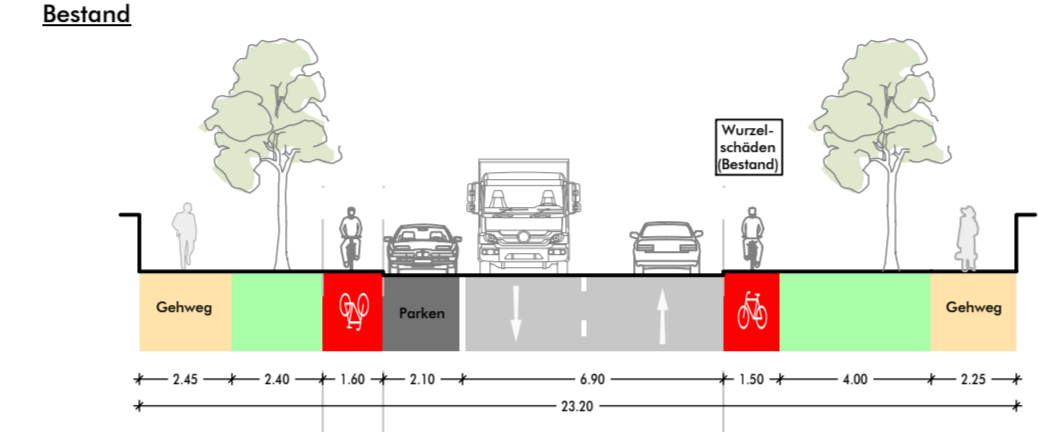 Bestand
Wurzel-
schäden
(Bestand)
Gehweg
Parken
Gehweg
2.45 2.40 1.60 2.10 6.90 1.50 4.00 2.25
23.20